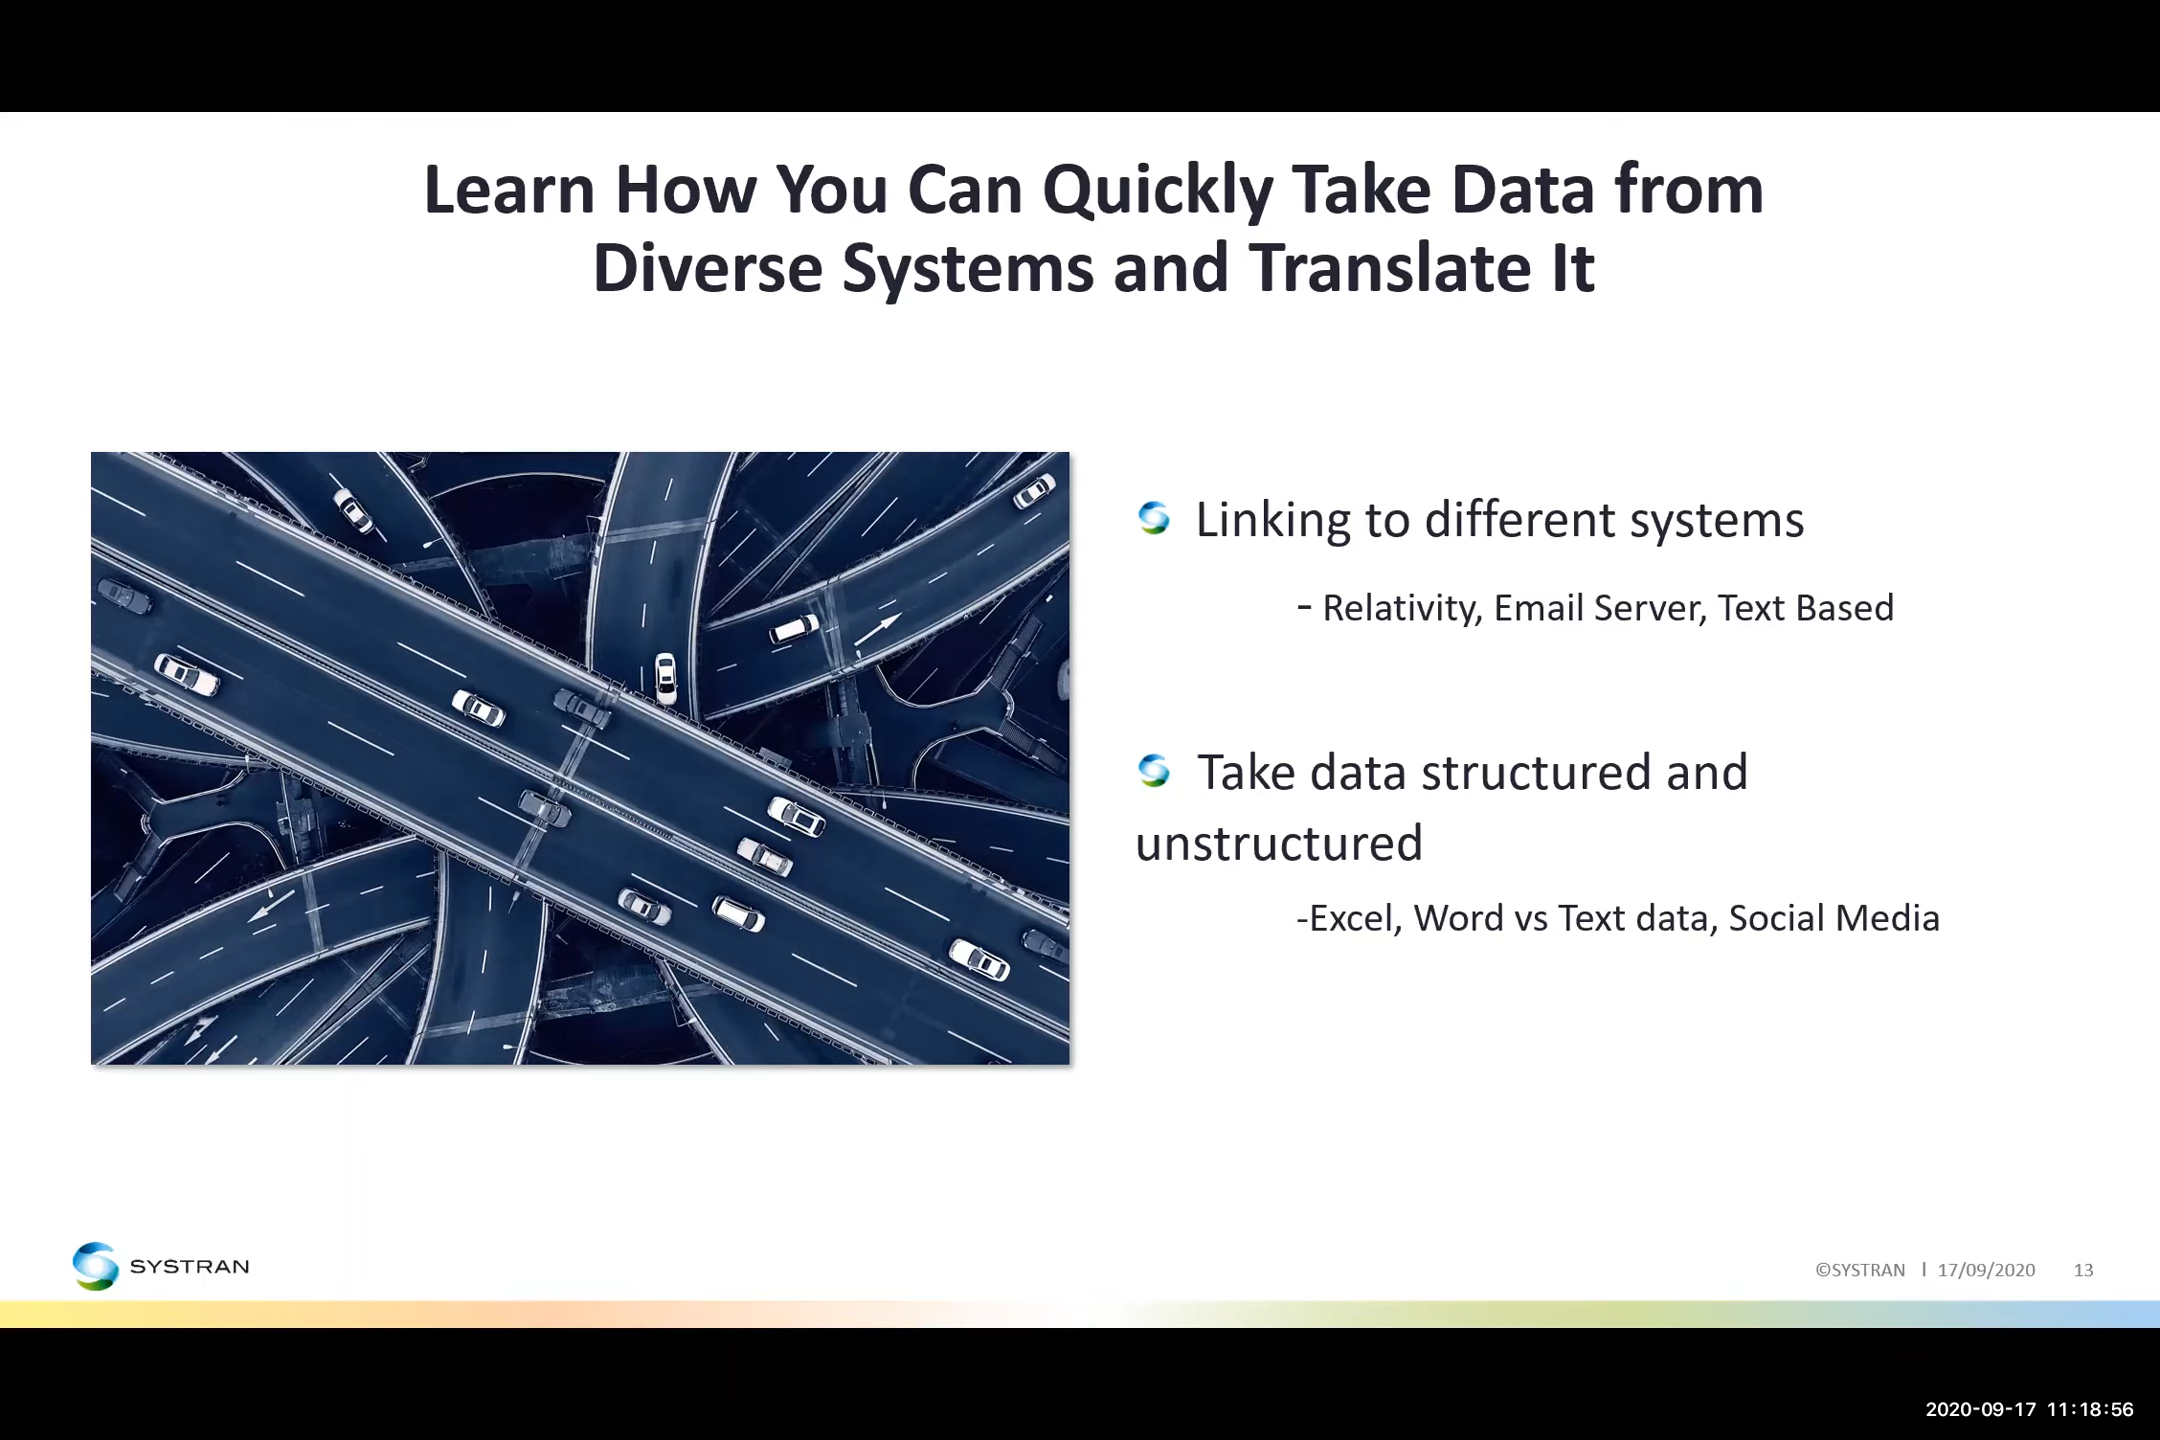 Learn How You Can Quickly Take Data from
Diverse Systems and Translate It
Linking to different systems
- Relativity, Email Server, Text Based
Take data structured and
unstructured
-Excel, Word vs Text data, Social Media
SYSTRAN
©SYSTRAN | 17/09/2020 13
2020-09-17 11:18:56